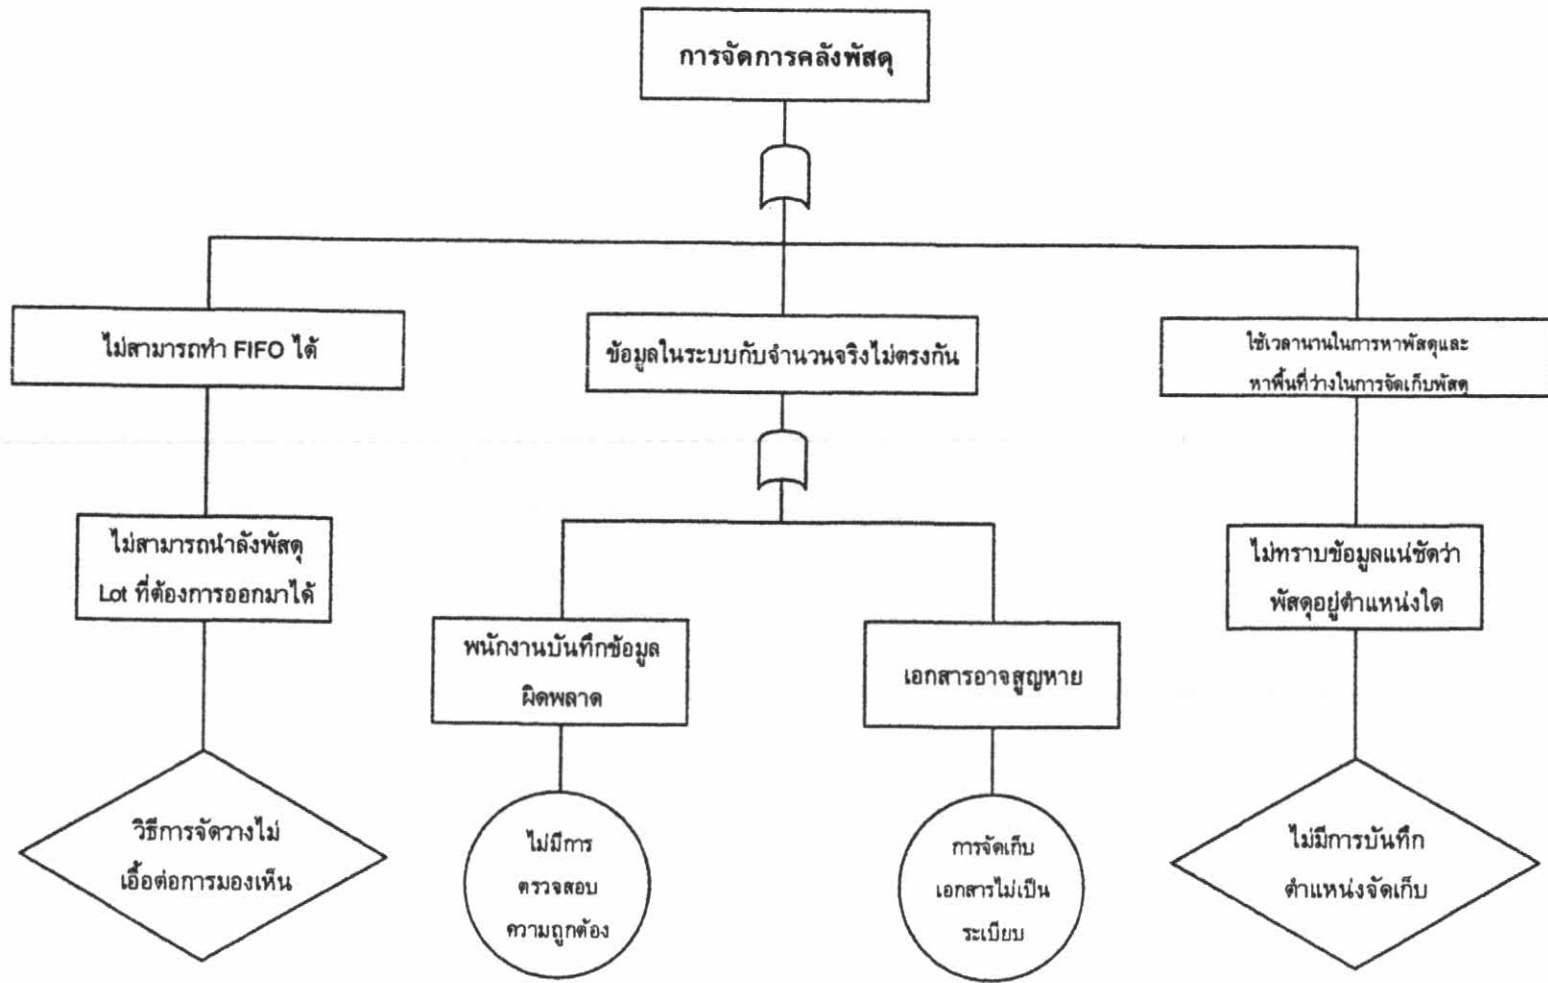 การจัดการคลังพัสดุ
ไม่สามารถทำ FIFO ได้
ข้อมูลในระบบกับจำนวนจริงไม่ตรงกัน
ใช้เวลานานในการหาพัสดุและ
หาพื้นที่ว่างในการจัดเก็บพัสดุ
ไม่สามารถนำลังพัสดุ
Lot ที่ต้องการออกมาได้
ไม่ทราบข้อมูลแน่ชัดว่า
พัสดุอยู่ตำแหน่งใด
พนักงานบันทึกข้อมูล
ผิดพลาด
เอกสารอาจสูญหาย
วิธีการจัดวางไม่
เอื้อต่อการมองเห็น
ไม่มีการ
ตรวจสอบ
ความถูกต้อง
การจัดเก็บ
เอกสารไม่เป็น
ระเบียบ
ไม่มีการบันทึก
ตำแหน่งจัดเก็บ